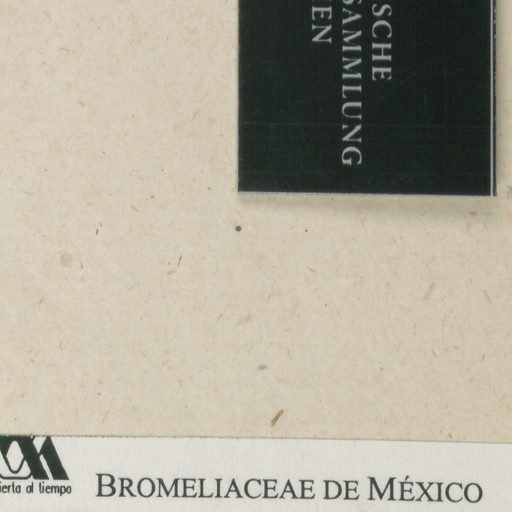 SCHE
SAMMLUNG
EN
ierta al tiempo
BROMELIACEAE DE MÉXICO